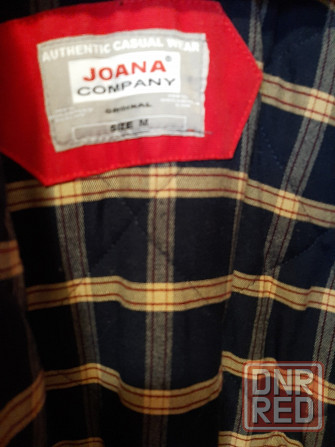 AUTHENTIC CASUAL WEAR
JOANA®
COMPANY
ORIGINAL
SIZE M
DNR
RED